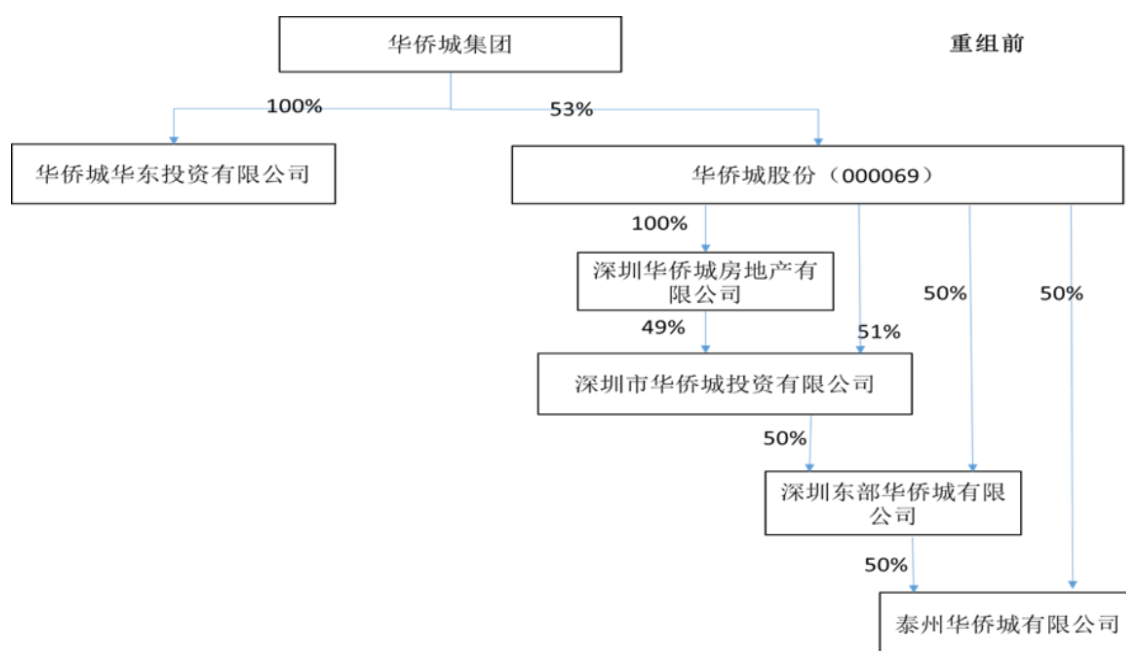 华侨城集团
重组前
100%
53%
华侨城华东投资有限公司
华侨城股份（000069）
100%
深圳华侨城房地产有
限公司
50%
50%
49%
51%
深圳市华侨城投资有限公司
50%
深圳东部华侨城有限
公司
50%
泰州华侨城有限公司